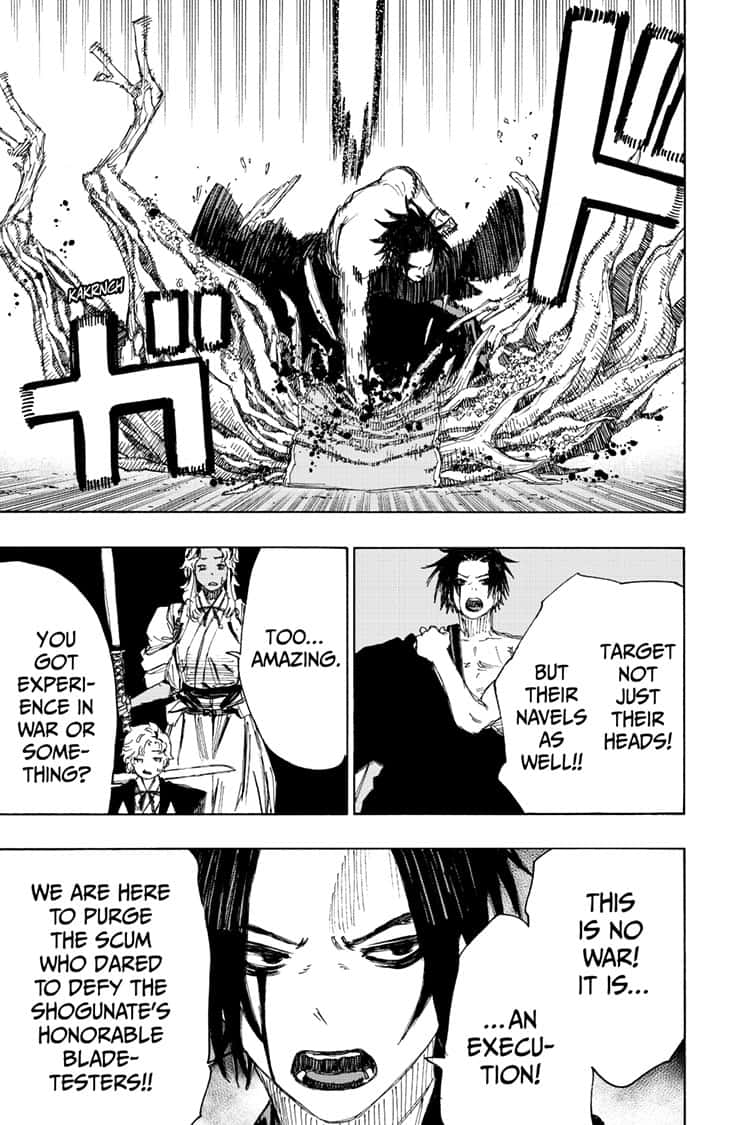 ド
ガ
KAKRNCH
TARGET
NOT
JUST
THEIR
HEADS!
BUT
THEIR
NAVELS
AS
WELL!!
TOO...
AMAZING.
YOU
GOT
EXPERI-
ENCE IN
WAR OR
SOME-
THING?
THIS
IS NO
WAR!
IT IS...
...AN
EXECU-
TION!
WE ARE HERE
TO PURGE
THE SCUM
WHO DARED
TO DEFY THE
SHOGUNATE'S
HONORABLE
BLADE-
TESTERS!!